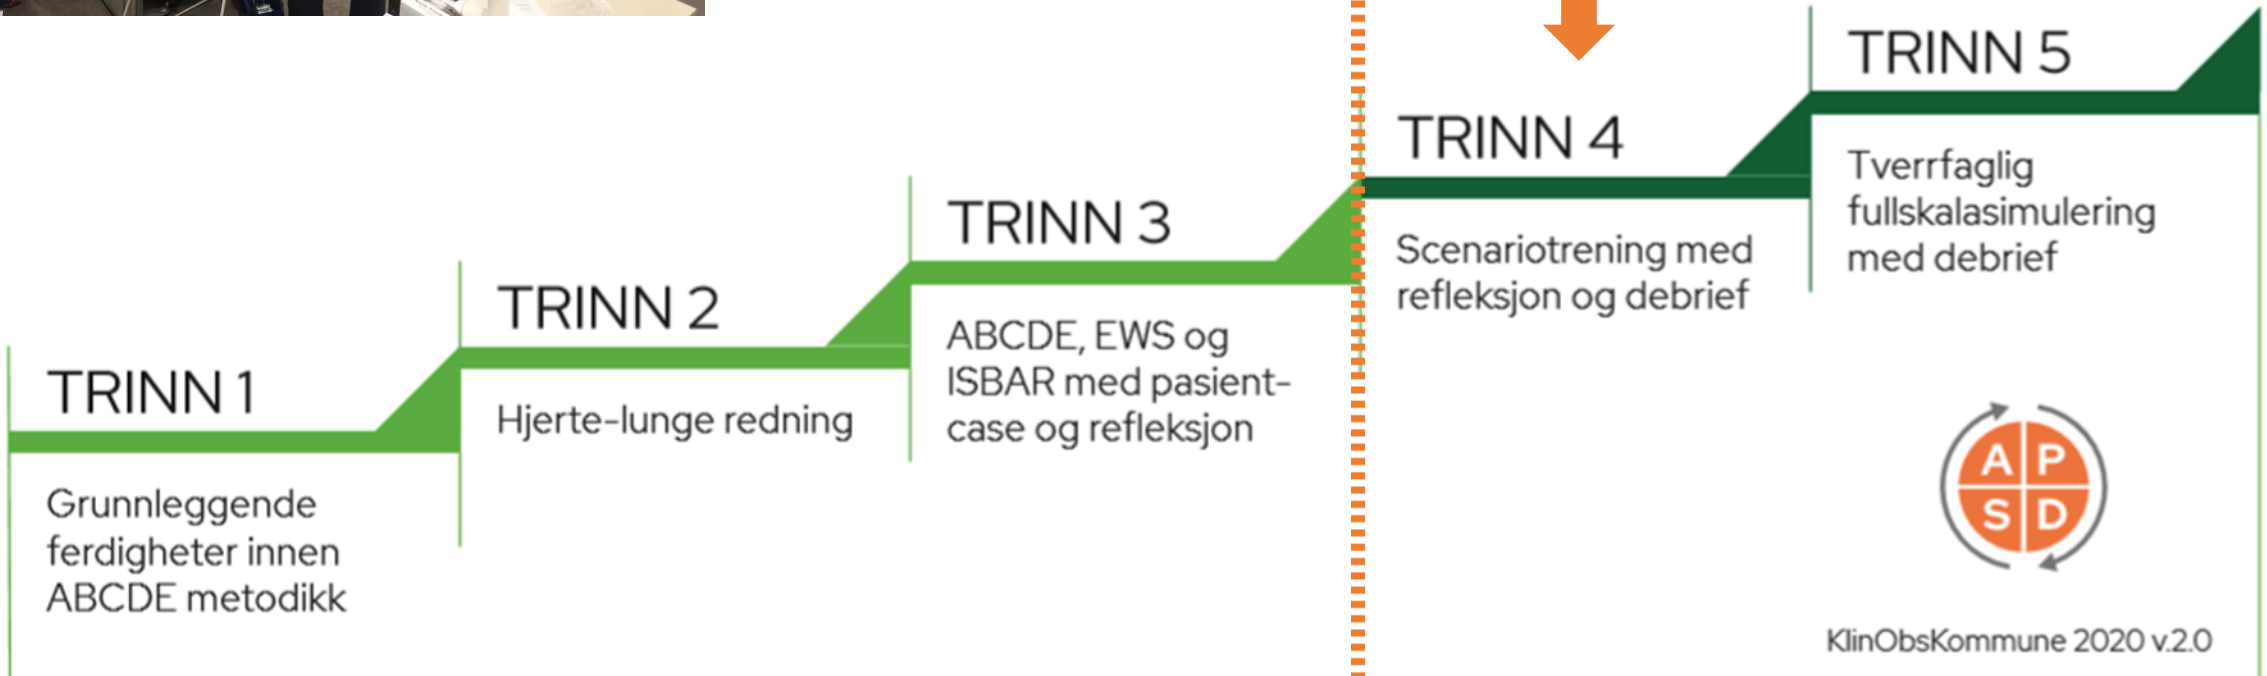 TRINN 1
Grunnleggende
ferdigheter innen
ABCDE metodikk
TRINN 2
Hjerte-lunge redning
TRINN 3
ABCDE, EWS og
ISBAR med pasient-
case og refleksjon
TRINN 4
Scenariotrening med
refleksjon og debrief
TRINN 5
Tverrfaglig
fullskalasimulering
med debrief
A P
S D
KlinObsKommune 2020 v.2.0